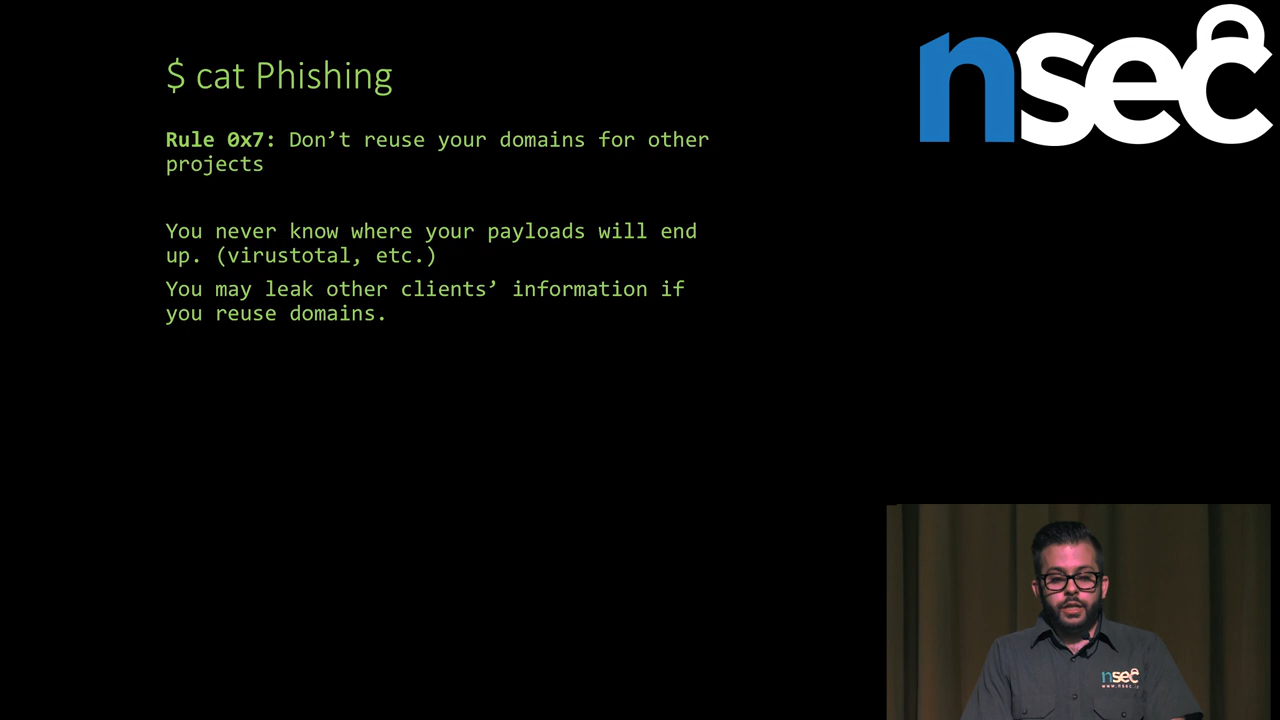 $ cat Phishing
nsec
Rule 0x7: Don’t reuse your domains for other
projects
You never know where your payloads will end
up. (virustotal, etc.)
You may leak other clients’ information if
you reuse domains.
nsec